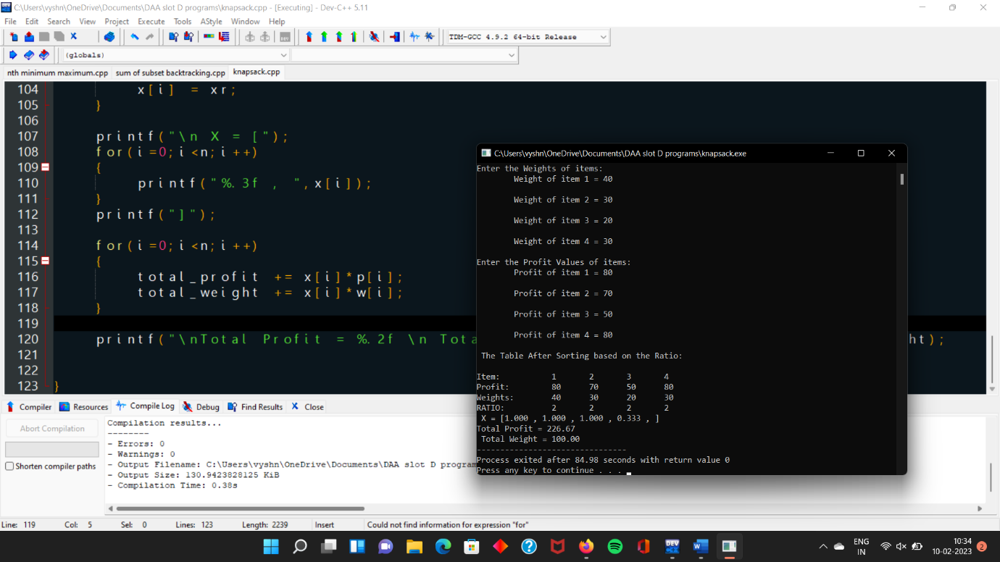 C:\Users\vyshn\OneDrive\Documents\DAA slot D programs\knapsack.cpp - [Executing] - Dev-C++ 5.11
File Edit Search View Project Execute Tools AStyle Window Help
TDM-GCC 4.9.2 64-bit Release
(globals)
nth minimum maximum.cpp sum of subset backtracking.cpp knapsack.cpp
104 x[i] = xr;
105 }
106
107 printf("\n X = [");
108 for(i=0;i<n;i++)
109 {
110 printf("%.3f , ",x[i]);
111 }
112 printf("]");
113
114 for(i=0;i<n;i++)
115 {
116 total_profit += x[i]*p[i];
117 total_weight += x[i]*w[i];
118 }
119
120 printf("\nTotal Profit = %.2f \n Tota ht);
121
122
123 }
C:\Users\vyshn\OneDrive\Documents\DAA slot D programs\knapsack.exe
Enter the Weights of items:
Weight of item 1 = 40
Weight of item 2 = 30
Weight of item 3 = 20
Weight of item 4 = 30
Enter the Profit Values of items:
Profit of item 1 = 80
Profit of item 2 = 70
Profit of item 3 = 50
Profit of item 4 = 80
The Table After Sorting based on the Ratio:
Item: 1 2 3 4
Profit: 80 70 50 80
Weights: 40 30 20 30
RATIO: 2 2 2 2
X = [1.000 , 1.000 , 1.000 , 0.333 , ]
Total Profit = 226.67
Total Weight = 100.00
--------------------------------
Process exited after 84.98 seconds with return value 0
Press any key to continue . . .
Compiler Resources Compile Log Debug Find Results Close
Abort Compilation
Shorten compiler paths
Compilation results...
--------
- Errors: 0
- Warnings: 0
- Output Filename: C:\Users\vyshn\OneDrive\Documents\DAA slot D program
- Output Size: 130.9423828125 KiB
- Compilation Time: 0.38s
Line: 119 Col: 5 Sel: 0 Lines: 123 Length: 2239 Insert Could not find information for expression "for"
DEV
W
ENG
IN
10:34
10-02-2023
2